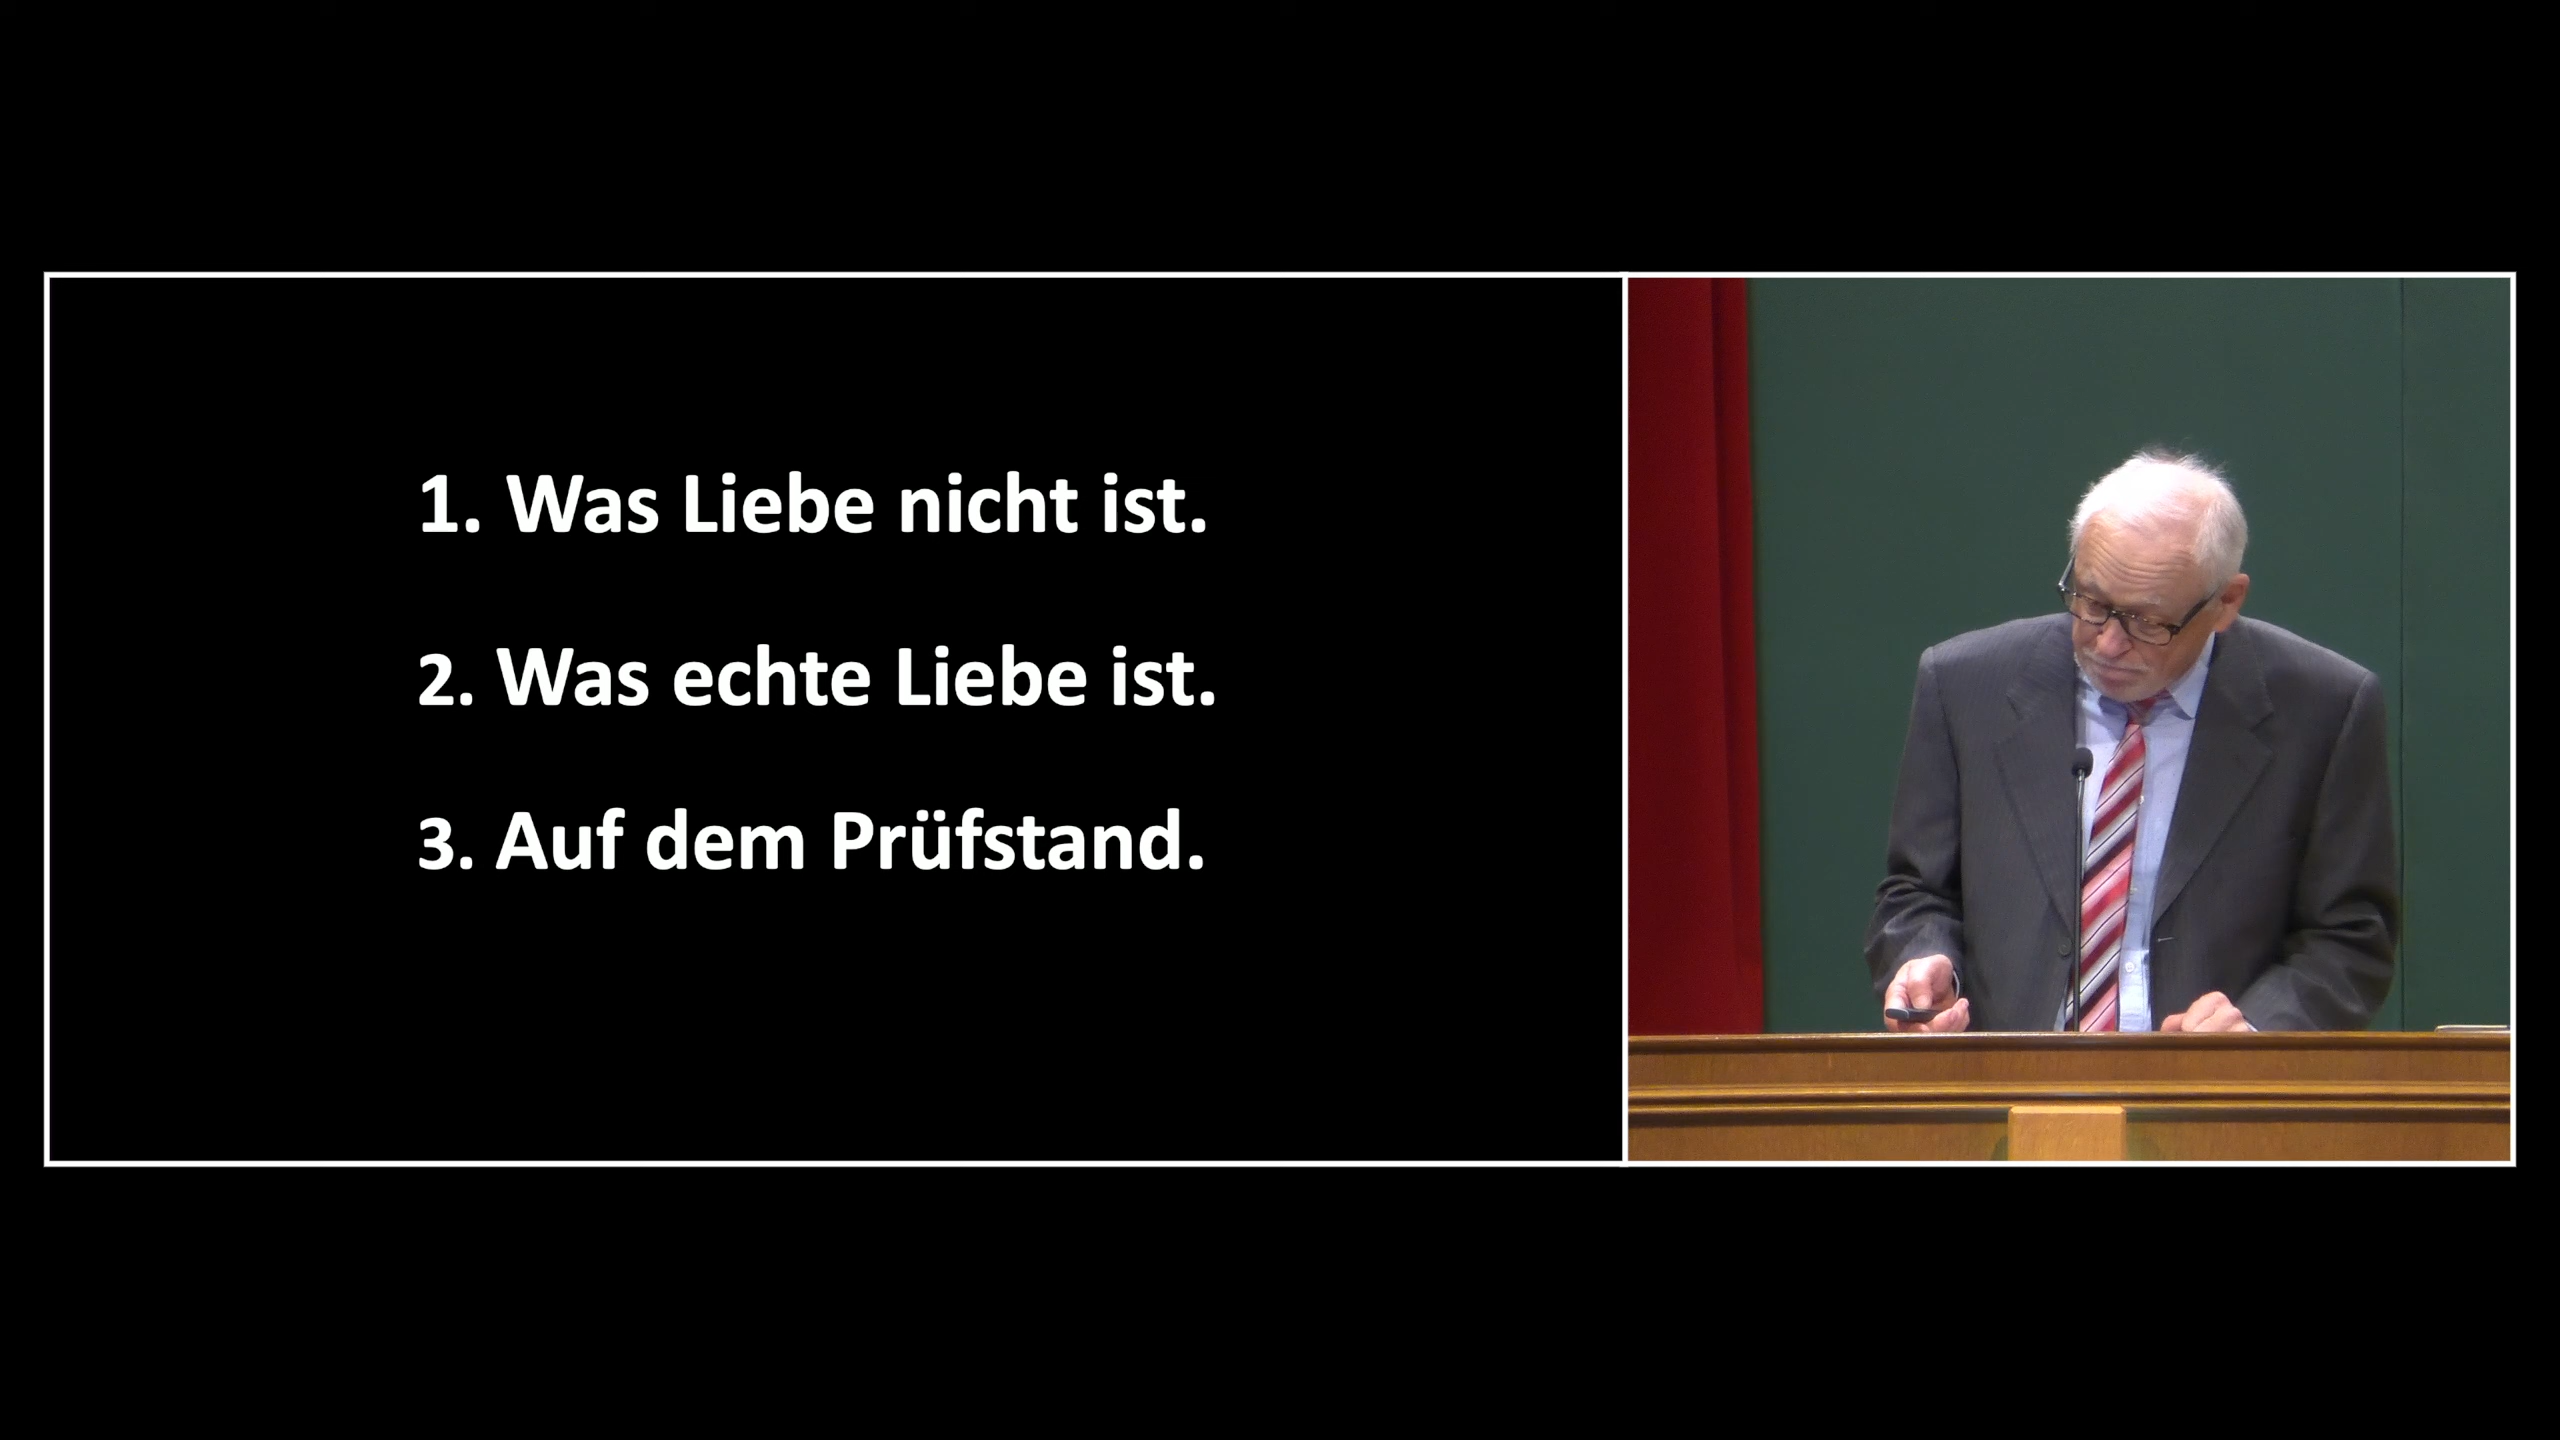 1. Was Liebe nicht ist.
2. Was echte Liebe ist.
3. Auf dem Prüfstand.